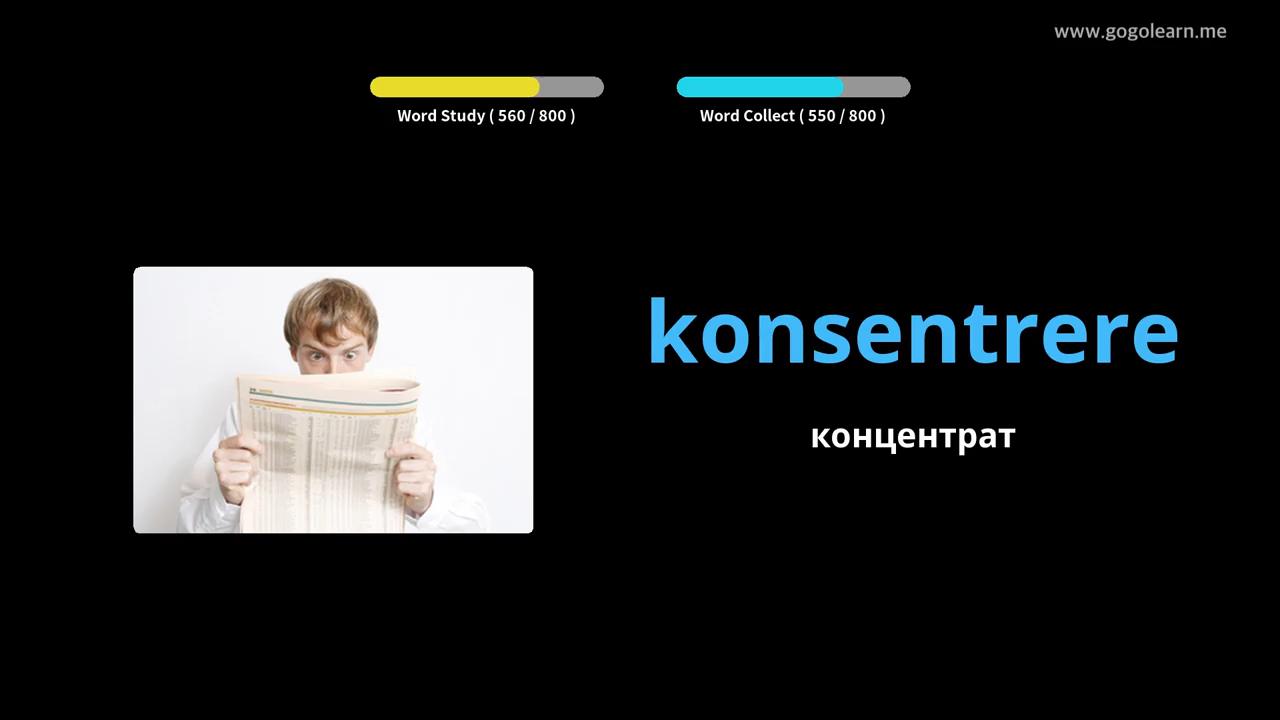 www.gogolearn.me
Word Study ( 560 / 800 )
Word Collect ( 550 / 800 )
konsentrere
концентрат